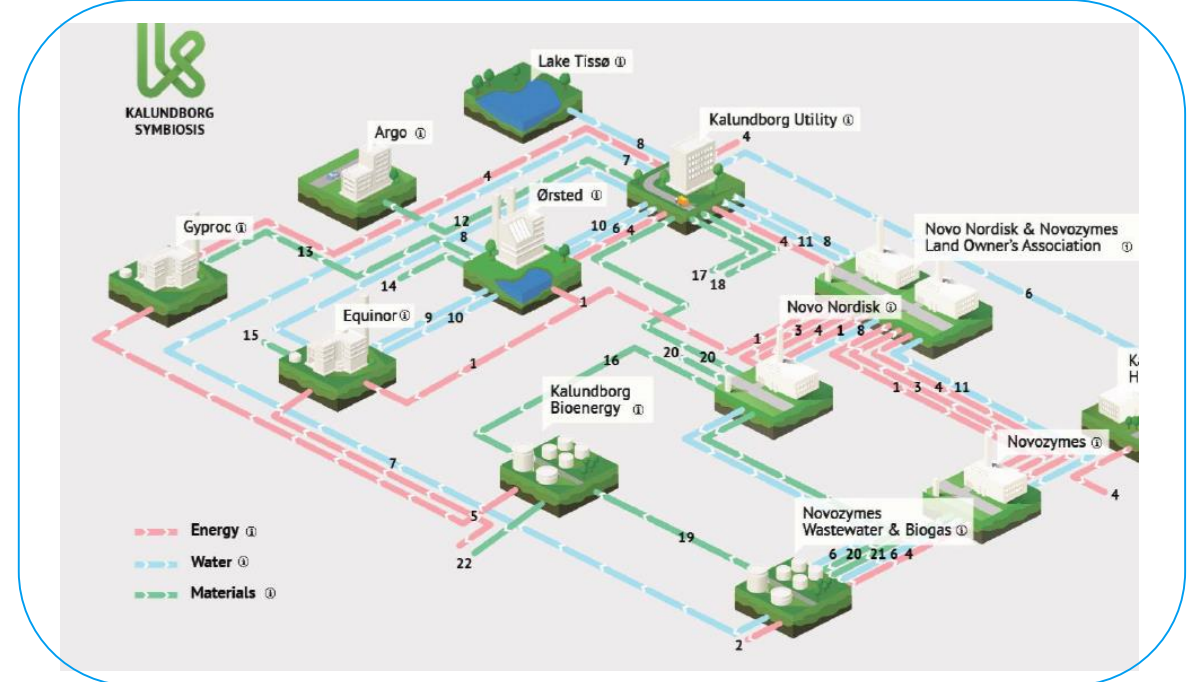 KALUNDBORG
SYMBIOSIS
Lake Tissø
Argo
Kalundborg Utility
4
8
7
4
Gyproc
Ørsted
12
8
10 6 4
13
4 11 8
Novo Nordisk & Novozymes
Land Owner's Association
17
18
14
6
Equinor
9 10
1
Novo Nordisk
15
1
3 4 1 8
1
16
20
20
1 3 4 11
Kalundborg
Bioenergy
Novozymes
7
4
5
Novozymes
Wastewater & Biogas
Energy
19
6 20 21 6 4
Water
22
Materials
2